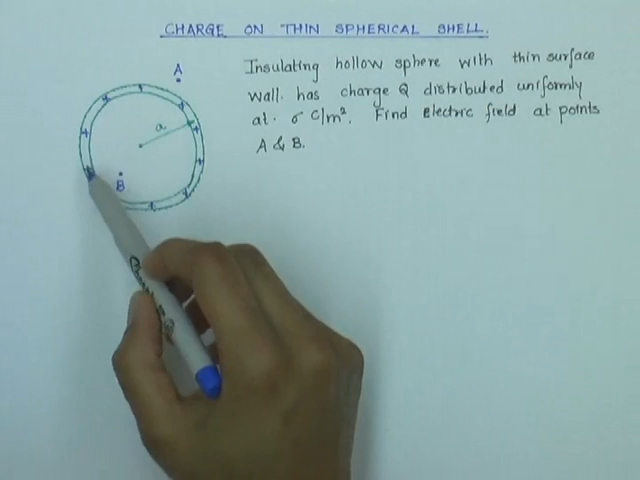 CHARGE ON THIN SPHERICAL SHELL.
A
Insulating hollow sphere with thin surface
wall. has charge Q distributed uniformly
at. σ C/m². Find Electric field at points
A & B.
a
B